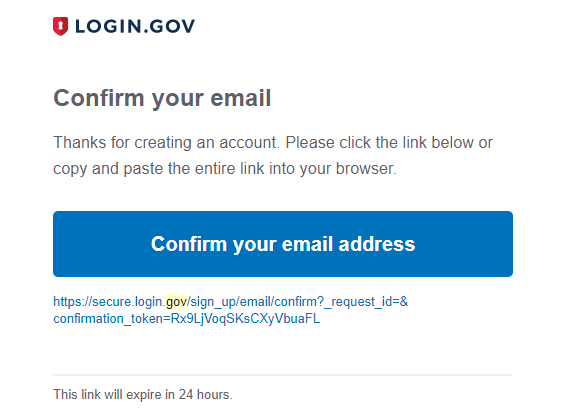 LOGIN.GOV
Confirm your email
Thanks for creating an account. Please click the link below or
copy and paste the entire link into your browser.
Confirm your email address
https://secure.login.gov/sign_up/email/confirm?_request_id=&
confirmation_token=Rx9LjVoqSKsCXyVbuaFL
This link will expire in 24 hours.